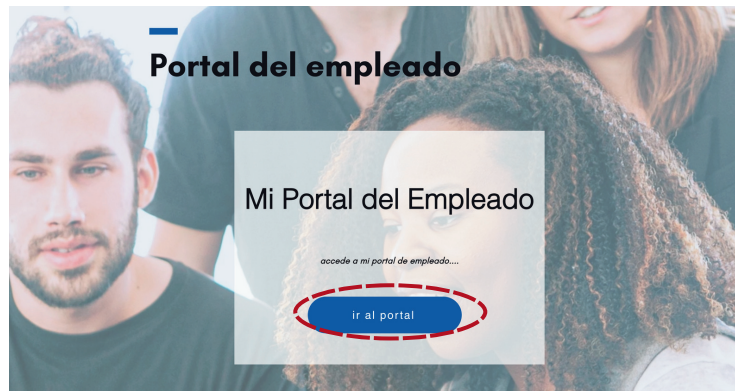 Portal del empleado
Mi Portal del Empleado
accede a mi portal de empleado....
ir al portal